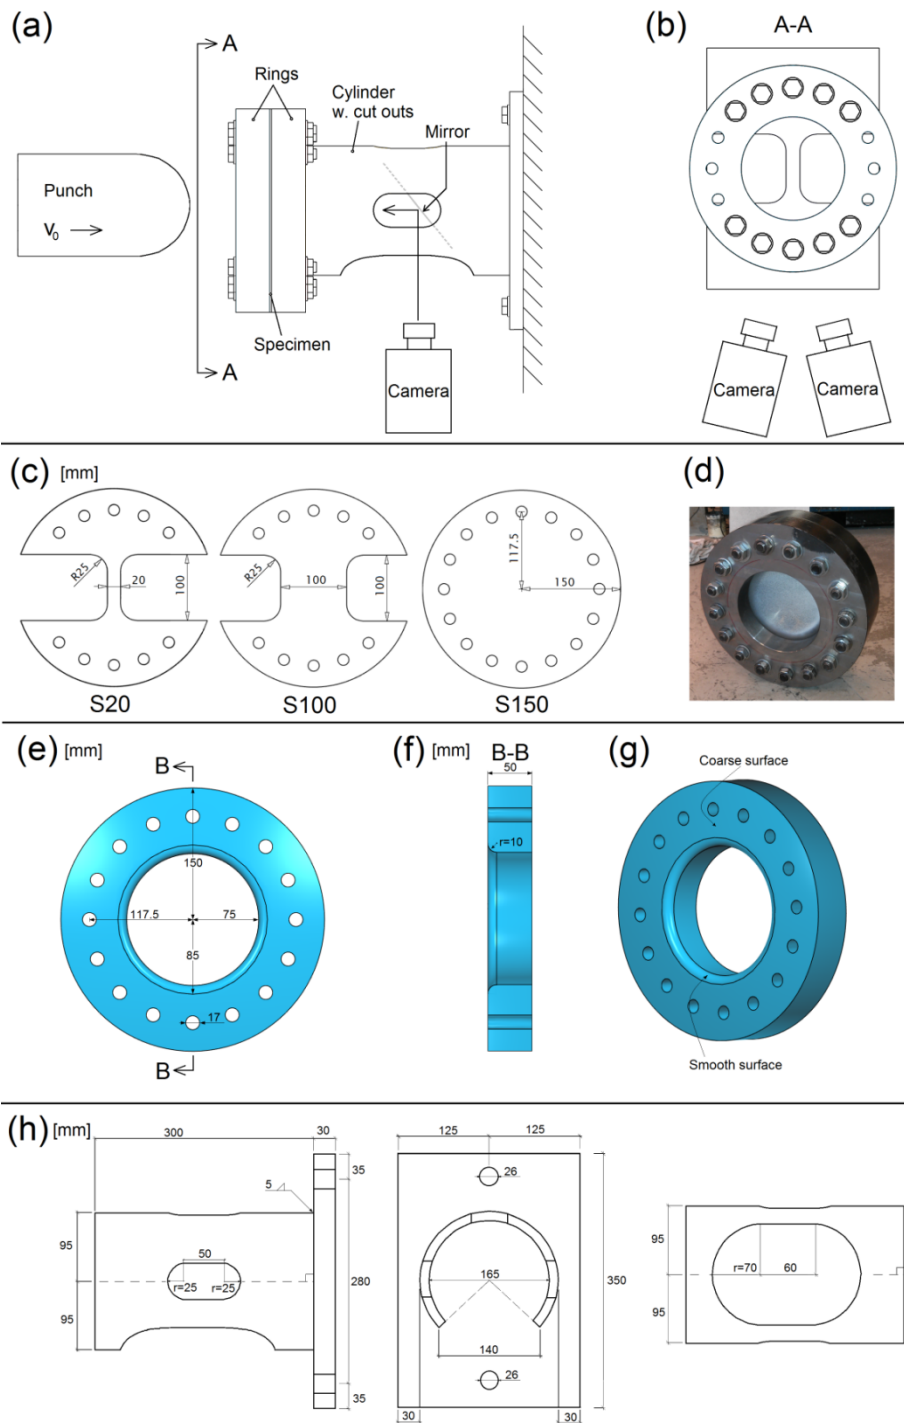 (a)
A
Rings
Cylinder
w. cut outs
Mirror
Punch
V₀
Specimen
A
Camera
(b)
A-A
Camera
Camera
(c) [mm]
R25
20
100
S20
R25
100
100
S100
117.5
150
S150
(d)
(e) [mm]
B
150
117.5
75
85
17
B
(f) [mm]
B-B
50
r=10
(g)
Coarse surface
Smooth surface
(h) [mm]
300
30
35
5
95
50
r=25
r=25
280
95
35
125
125
26
165
350
140
26
30
30
95
r=70
60
95